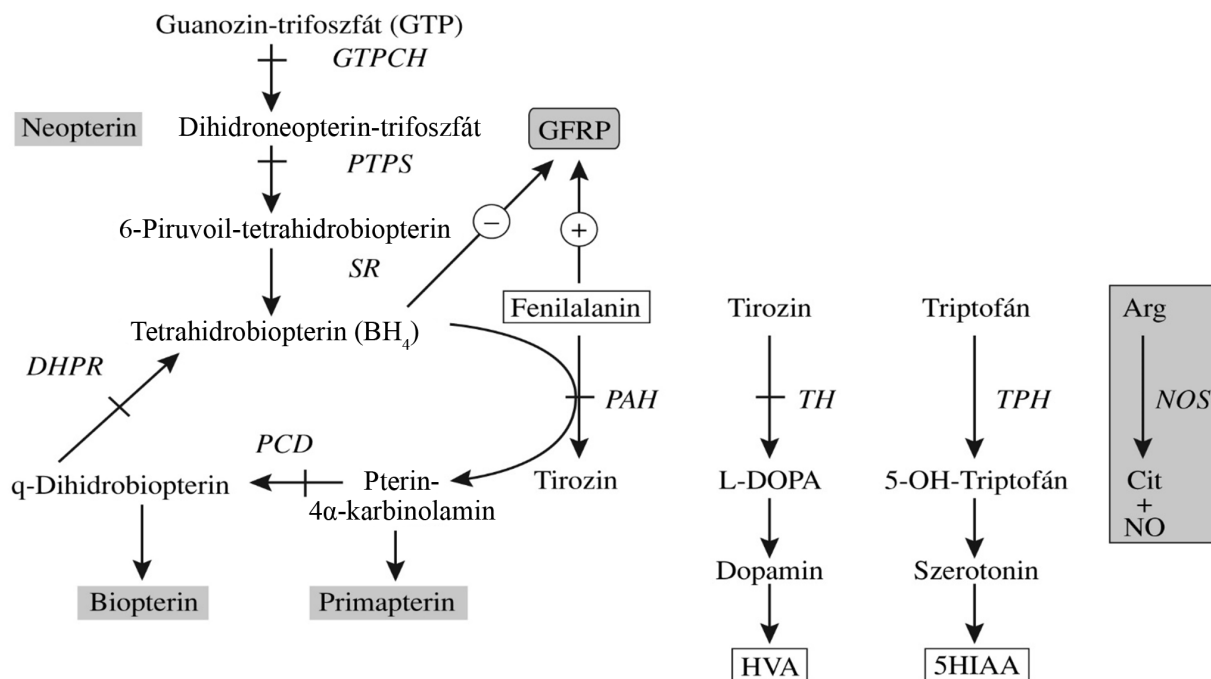 Guanozin-trifoszfát (GTP)
GTPCH
Neopterin
Dihidroneopterin-trifoszfát
GFRP
PTPS
−
+
6-Piruvoil-tetrahidrobiopterin
SR
Fenilalanin
Tirozin
Triptofán
Arg
Tetrahidrobiopterin (BH₄)
DHPR
PAH
TH
TPH
NOS
PCD
q-Dihidrobiopterin
Pterin-
4α-karbinolamin
Tirozin
L-DOPA
5-OH-Triptofán
Cit
+
NO
Dopamin
Szerotonin
Biopterin
Primapterin
HVA
5HIAA